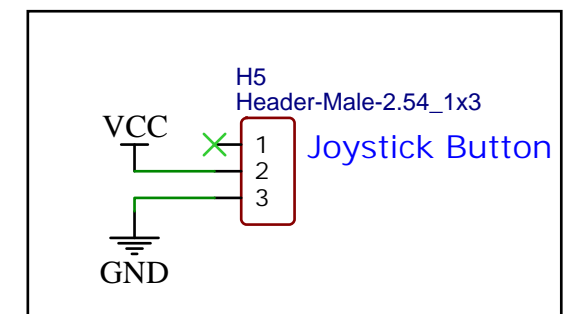 H5
Header-Male-2.54_1x3
VCC
1
Joystick Button
2
3
GND